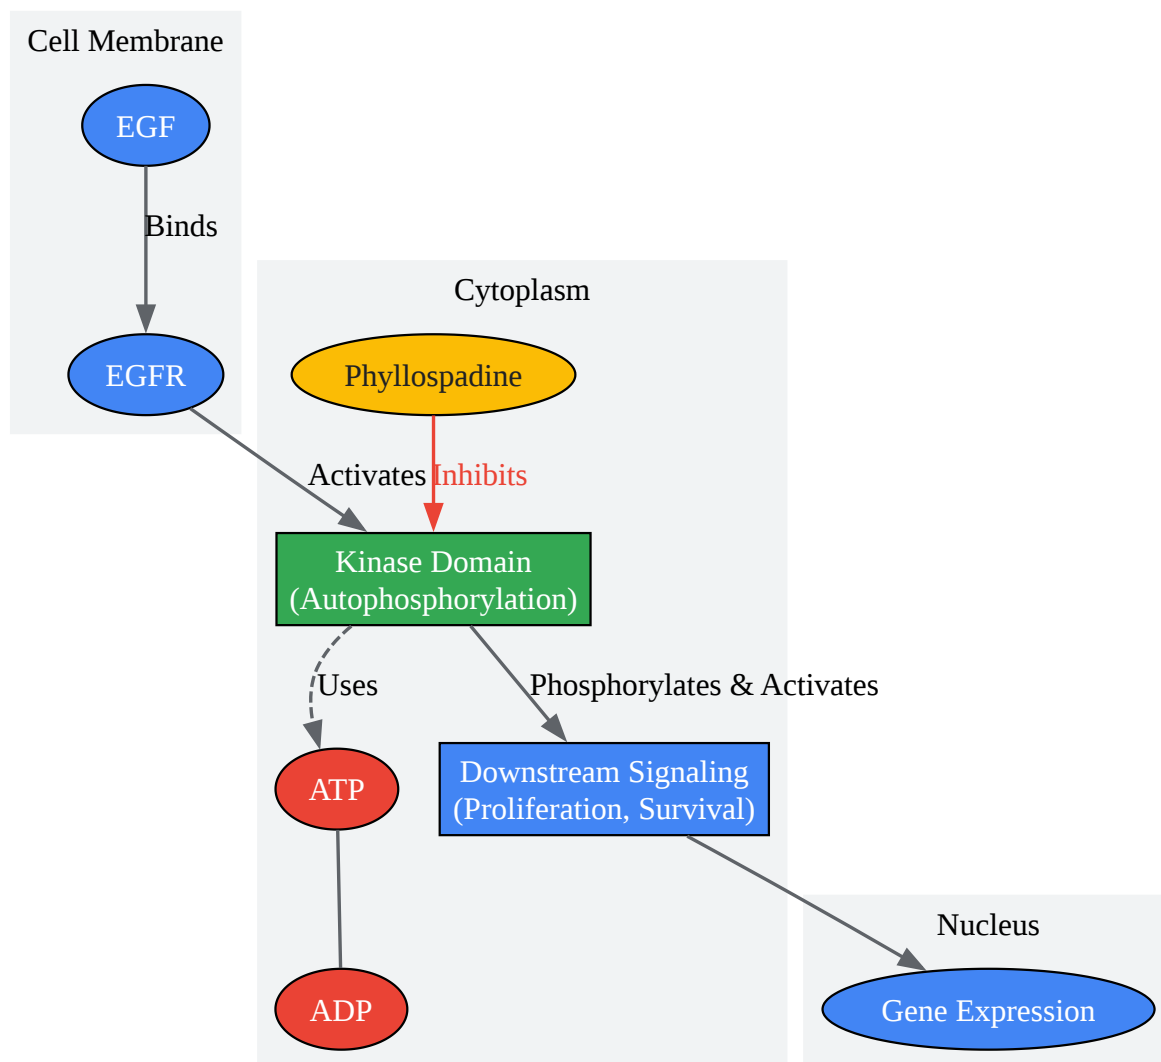 Cell Membrane
EGF
Binds
EGFR
Cytoplasm
Phyllospadine
Activates
Inhibits
Kinase Domain
(Autophosphorylation)
Uses
Phosphorylates & Activates
ATP
Downstream Signaling
(Proliferation, Survival)
ADP
Nucleus
Gene Expression